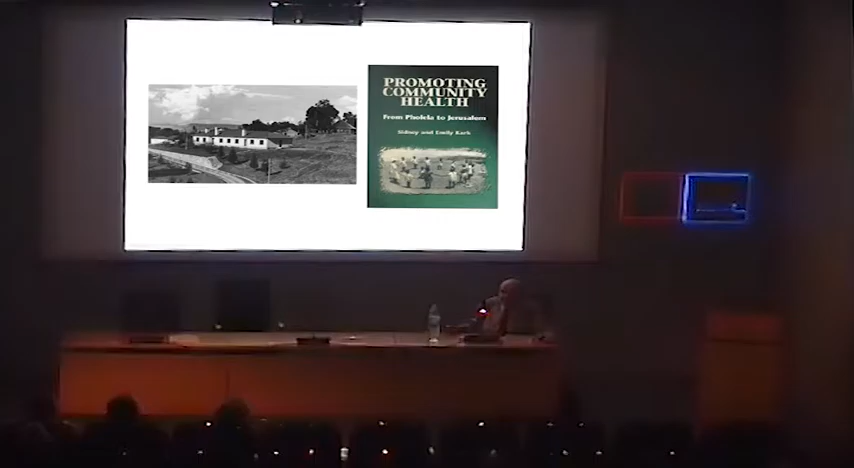 PROMOTING
COMMUNITY
HEALTH
From Pholela to Jerusalem
Sidney and Emily Kark